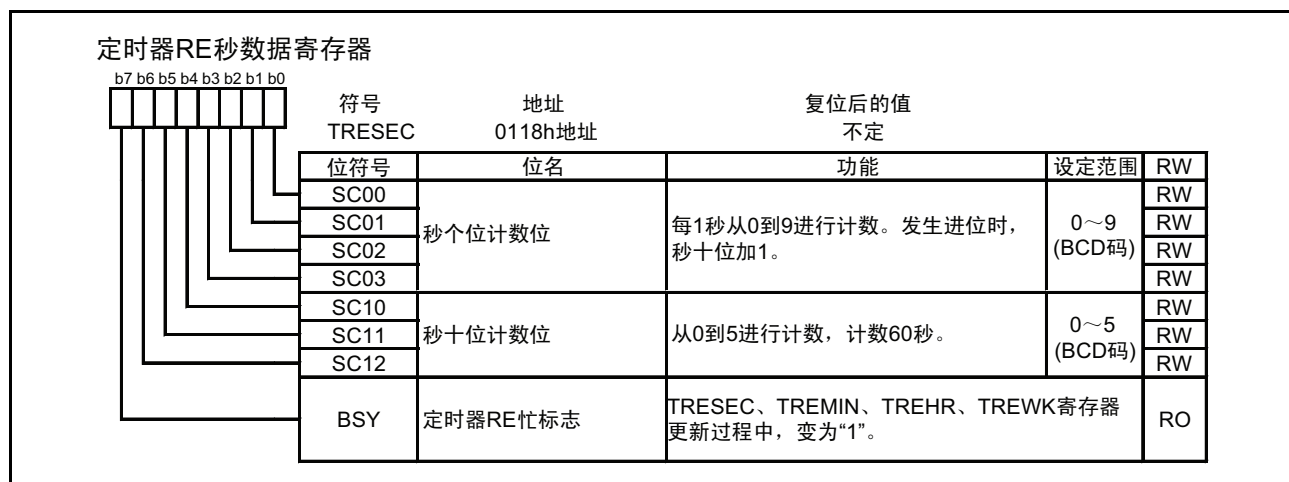 定时器RE秒数据寄存器
b7 b6 b5 b4 b3 b2 b1 b0
符号 地址 复位后的值
TRESEC 0118h地址 不定
位符号 位名 功能 设定范围 RW
SC00 RW
SC01 RW
SC02 RW
SC03 RW
秒个位计数位
每1秒从0到9进行计数。发生进位时，
秒十位加1。
0～9
(BCD码)
SC10 RW
SC11 RW
SC12 RW
秒十位计数位
从0到5进行计数，计数60秒。
0～5
(BCD码)
BSY 定时器RE忙标志
TRESEC、TREMIN、TREHR、TREWK寄存器
更新过程中，变为“1”。
RO